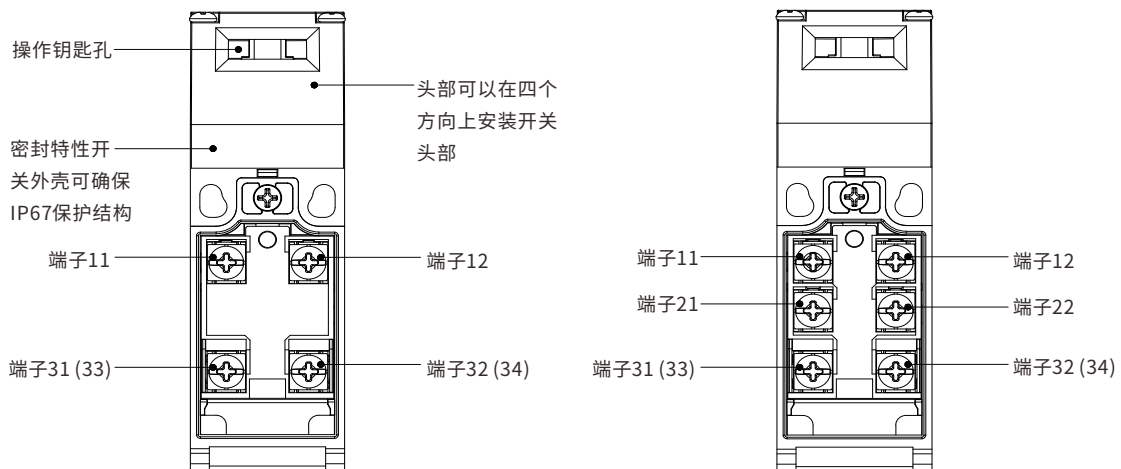 操作钥匙孔
头部可以在四个
方向上安装开关
头部
密封特性开
关外壳可确保
IP67保护结构
端子11
端子12
端子31 (33)
端子32 (34)
端子11
端子12
端子21
端子22
端子31 (33)
端子32 (34)